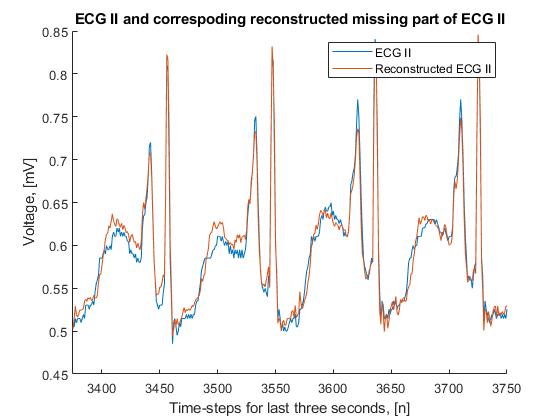 ECG II and correspoding reconstructed missing part of ECG II
0.85
0.8
0.75
0.7
0.65
0.6
0.55
0.5
0.45
Voltage, [mV]
ECG II
Reconstructed ECG II
3400 3450 3500 3550 3600 3650 3700 3750
Time-steps for last three seconds, [n]